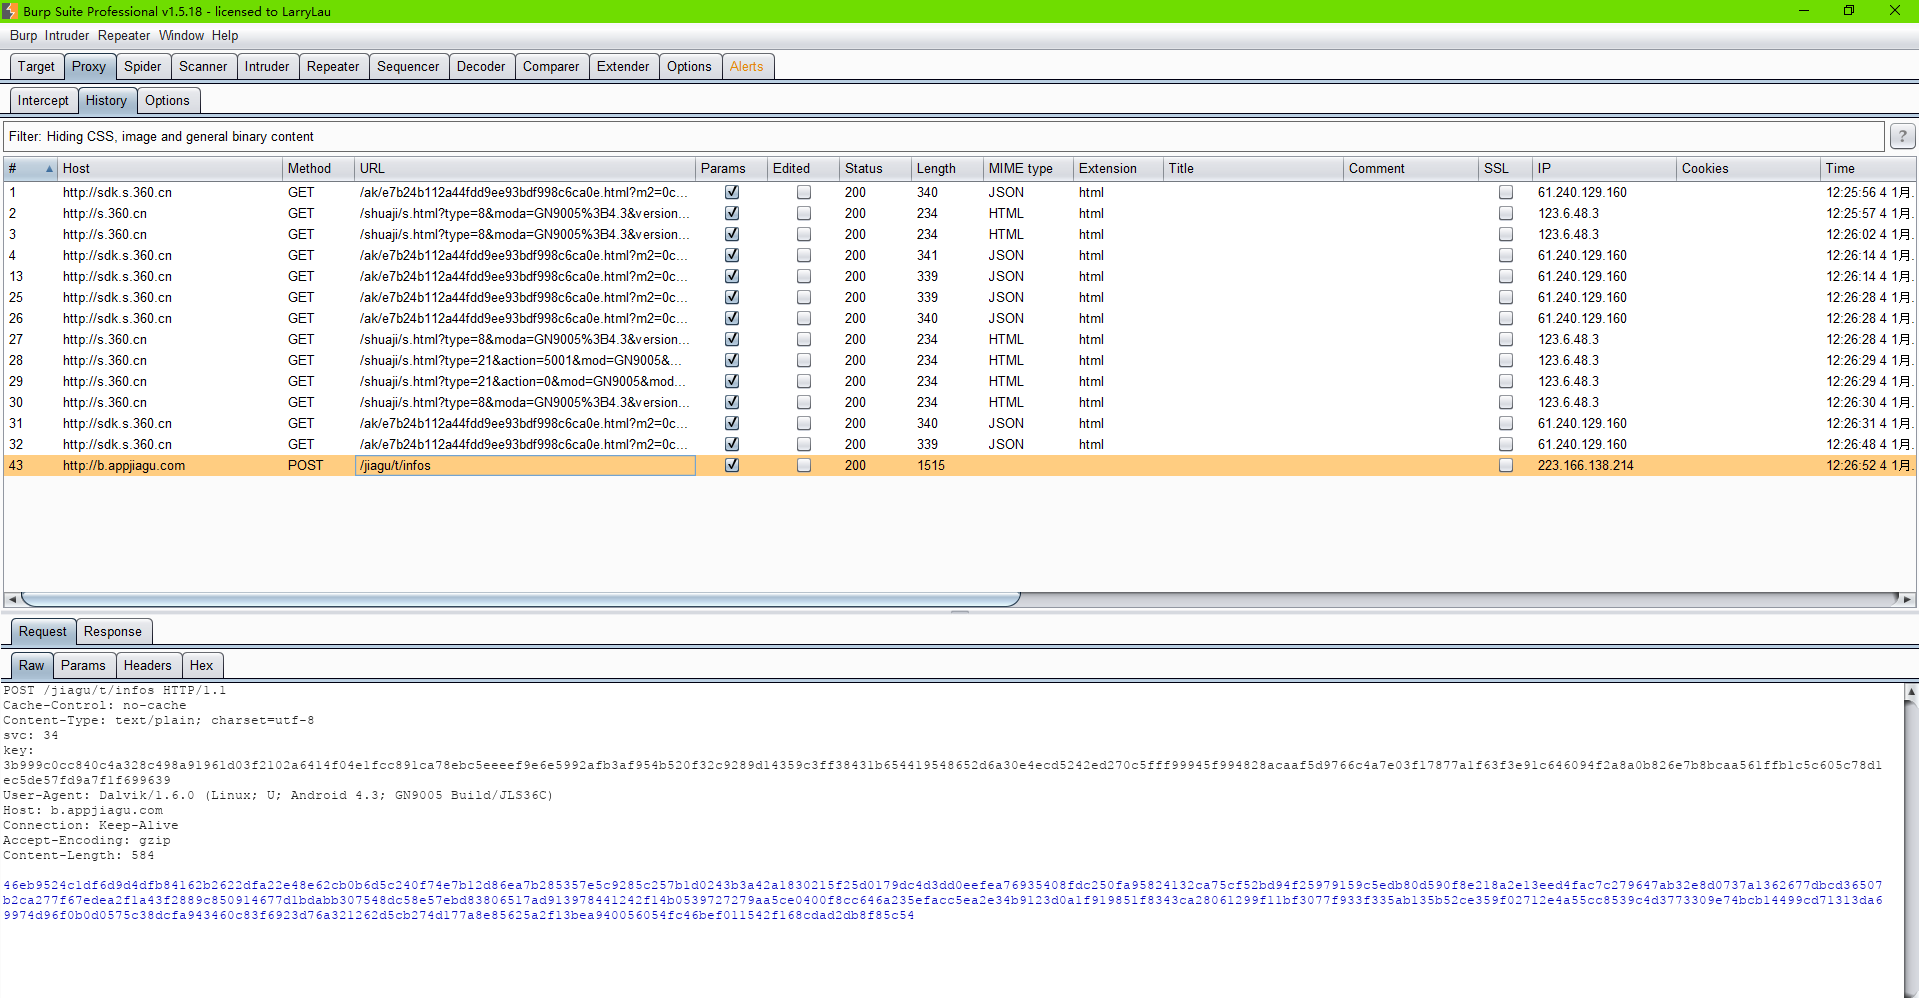 Burp Suite Professional v1.5.18 - licensed to LarryLau
Burp Intruder Repeater Window Help
Target Proxy Spider Scanner Intruder Repeater Sequencer Decoder Comparer Extender Options Alerts
Intercept History Options
Filter: Hiding CSS, image and general binary content ?
# Host Method URL Params Edited Status Length MIME type Extension Title Comment SSL IP Cookies Time
1 http://sdk.s.360.cn GET /ak/e7b24b112a44fdd9ee93bdf998c6ca0e.html?m2=0c... 200 340 JSON html 61.240.129.160 12:25:56 4 1月.
2 http://s.360.cn GET /shuaji/s.html?type=8&moda=GN9005%3B4.3&version... 200 234 HTML html 123.6.48.3 12:25:57 4 1月.
3 http://s.360.cn GET /shuaji/s.html?type=8&moda=GN9005%3B4.3&version... 200 234 HTML html 123.6.48.3 12:26:02 4 1月.
4 http://sdk.s.360.cn GET /ak/e7b24b112a44fdd9ee93bdf998c6ca0e.html?m2=0c... 200 341 JSON html 61.240.129.160 12:26:14 4 1月.
13 http://sdk.s.360.cn GET /ak/e7b24b112a44fdd9ee93bdf998c6ca0e.html?m2=0c... 200 339 JSON html 61.240.129.160 12:26:14 4 1月.
25 http://sdk.s.360.cn GET /ak/e7b24b112a44fdd9ee93bdf998c6ca0e.html?m2=0c... 200 339 JSON html 61.240.129.160 12:26:28 4 1月.
26 http://sdk.s.360.cn GET /ak/e7b24b112a44fdd9ee93bdf998c6ca0e.html?m2=0c... 200 340 JSON html 61.240.129.160 12:26:28 4 1月.
27 http://s.360.cn GET /shuaji/s.html?type=8&moda=GN9005%3B4.3&version... 200 234 HTML html 123.6.48.3 12:26:28 4 1月.
28 http://s.360.cn GET /shuaji/s.html?type=21&action=5001&mod=GN9005&... 200 234 HTML html 123.6.48.3 12:26:29 4 1月.
29 http://s.360.cn GET /shuaji/s.html?type=21&action=0&mod=GN9005&mod... 200 234 HTML html 123.6.48.3 12:26:29 4 1月.
30 http://s.360.cn GET /shuaji/s.html?type=8&moda=GN9005%3B4.3&version... 200 234 HTML html 123.6.48.3 12:26:30 4 1月.
31 http://sdk.s.360.cn GET /ak/e7b24b112a44fdd9ee93bdf998c6ca0e.html?m2=0c... 200 340 JSON html 61.240.129.160 12:26:31 4 1月.
32 http://sdk.s.360.cn GET /ak/e7b24b112a44fdd9ee93bdf998c6ca0e.html?m2=0c... 200 339 JSON html 61.240.129.160 12:26:48 4 1月.
43 http://b.appjiagu.com POST /jiagu/t/infos 200 1515 223.166.138.214 12:26:52 4 1月.
Request Response
Raw Params Headers Hex
POST /jiagu/t/infos HTTP/1.1
Cache-Control: no-cache
Content-Type: text/plain; charset=utf-8
svc: 34
key:
3b999c0cc840c4a328c498a91961d03f2102a6414f04e1fcc891ca78ebc5eeeef9e6e5992afb3af954b520f32c9289d14359c3ff38431b654419548652d6a30e4ecd5242ed270c5fff99945f994828acaaf5d9766c4a7e03f17877a1f63f3e91c646094f2a8a0b826e7b8bcaa561ffb1c5c605c78d1
ec5de57fd9a7f1f699639
User-Agent: Dalvik/1.6.0 (Linux; U; Android 4.3; GN9005 Build/JLS36C)
Host: b.appjiagu.com
Connection: Keep-Alive
Accept-Encoding: gzip
Content-Length: 584
46eb9524c1df6d9d4dfb84162b2622dfa22e48e62cb0b6d5c240f74e7b12d86ea7b285357e5c9285c257b1d0243b3a42a1830215f25d0179dc4d3dd0eefea76935408fdc250fa95824132ca75cf52bd94f25979159c5edb80d590f8e218a2e13eed4fac7c279647ab32e8d0737a1362677dbcd36507
b2ca277f67edea2f1a43f2889c850914677d1bdabb307548dc58e57ebd83806517ad913978441242f14b0539727279aa5ce0400f8cc646a235efacc5ea2e34b9123d0a1f919851f8343ca28061299f11bf3077f933f335ab135b52ce359f02712e4a55cc8539c4d3773309e74bcb14499cd71313da6
9974d96f0b0d0575c38dcfa943460c83f6923d76a321262d5cb274d177a8e85625a2f13bea940056054fc46bef011542f168cdad2db8f85c54